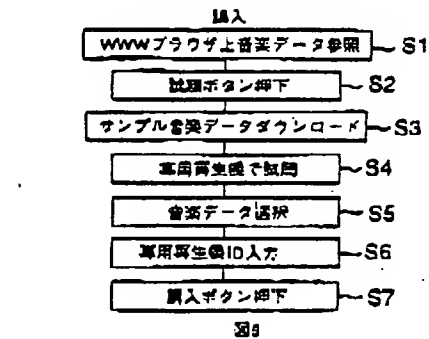 購入
WWWブラウザ上音楽データ参照 S1
試聴ボタン押下 S2
サンプル音楽データダウンロード S3
専用再生機で試聴 S4
音楽データ選択 S5
専用再生機ID入力 S6
購入ボタン押下 S7